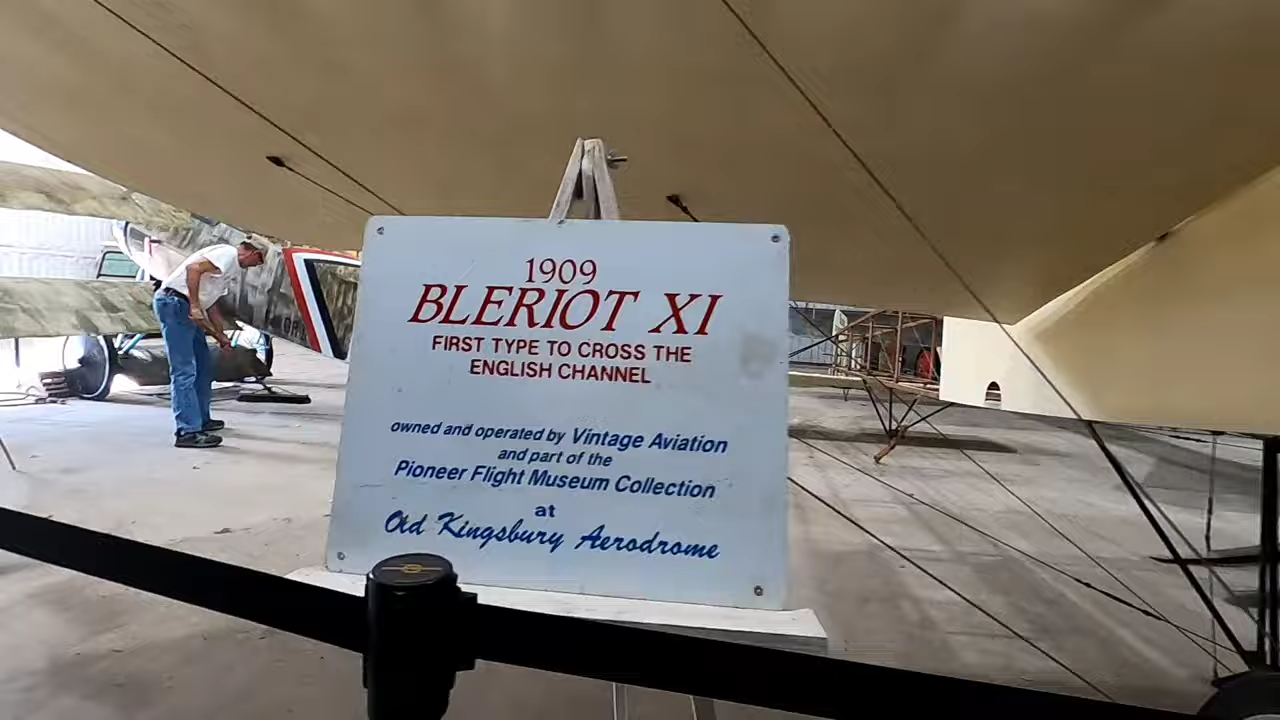 1909
BLERIOT XI
FIRST TYPE TO CROSS THE
ENGLISH CHANNEL
owned and operated by Vintage Aviation
and part of the
Pioneer Flight Museum Collection
at
Old Kingsbury Aerodrome